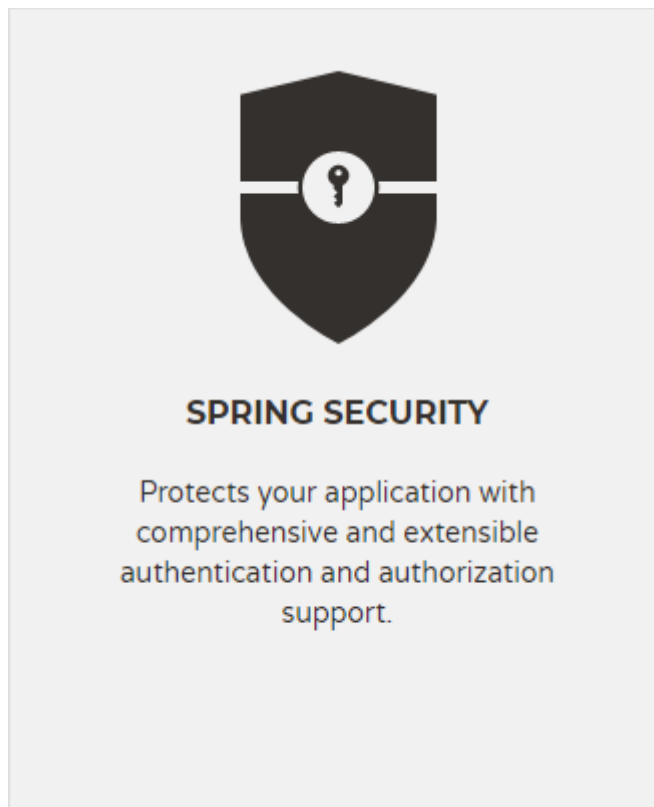 SPRING SECURITY
Protects your application with
comprehensive and extensible
authentication and authorization
support.